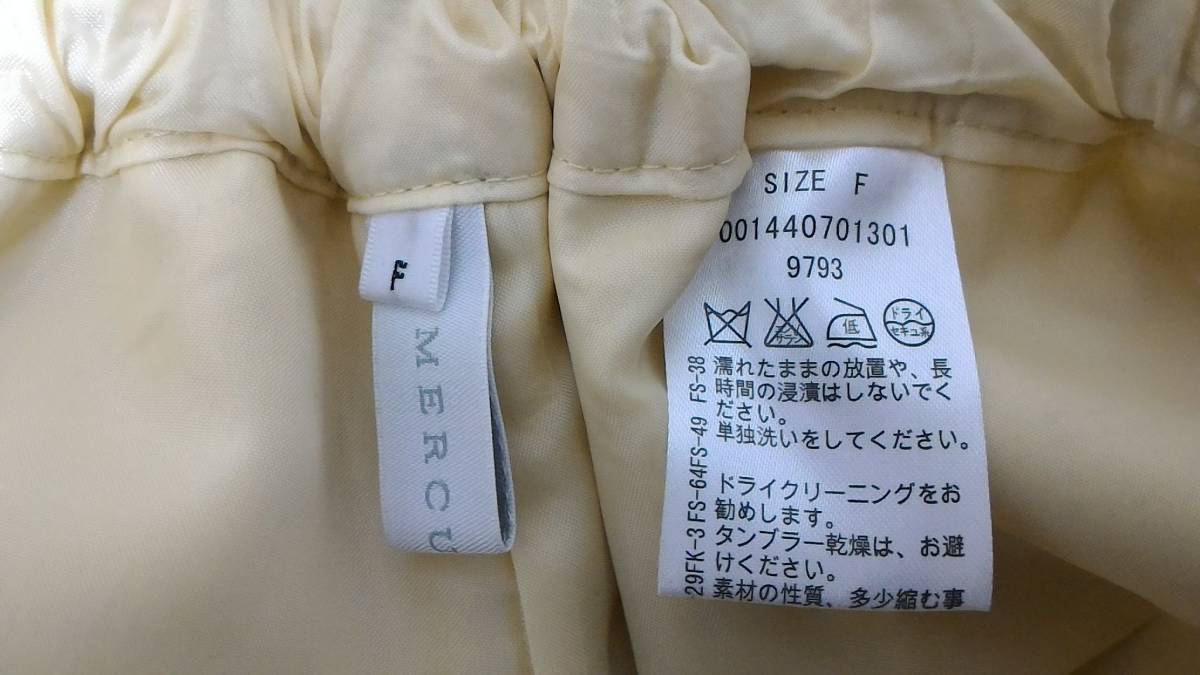 F
MERCU
SIZE F
001440701301
9793
低
ドライ
セキユ系
濡れたままの放置や、長
時間の浸漬はしないでく
ださい。
単独洗いをしてください。
ドライクリーニングをお
勧めします。
タンブラー乾燥は、お避
けください。
素材の性質、多少縮む事
29FK-3 FS-64FS-49 FS-38